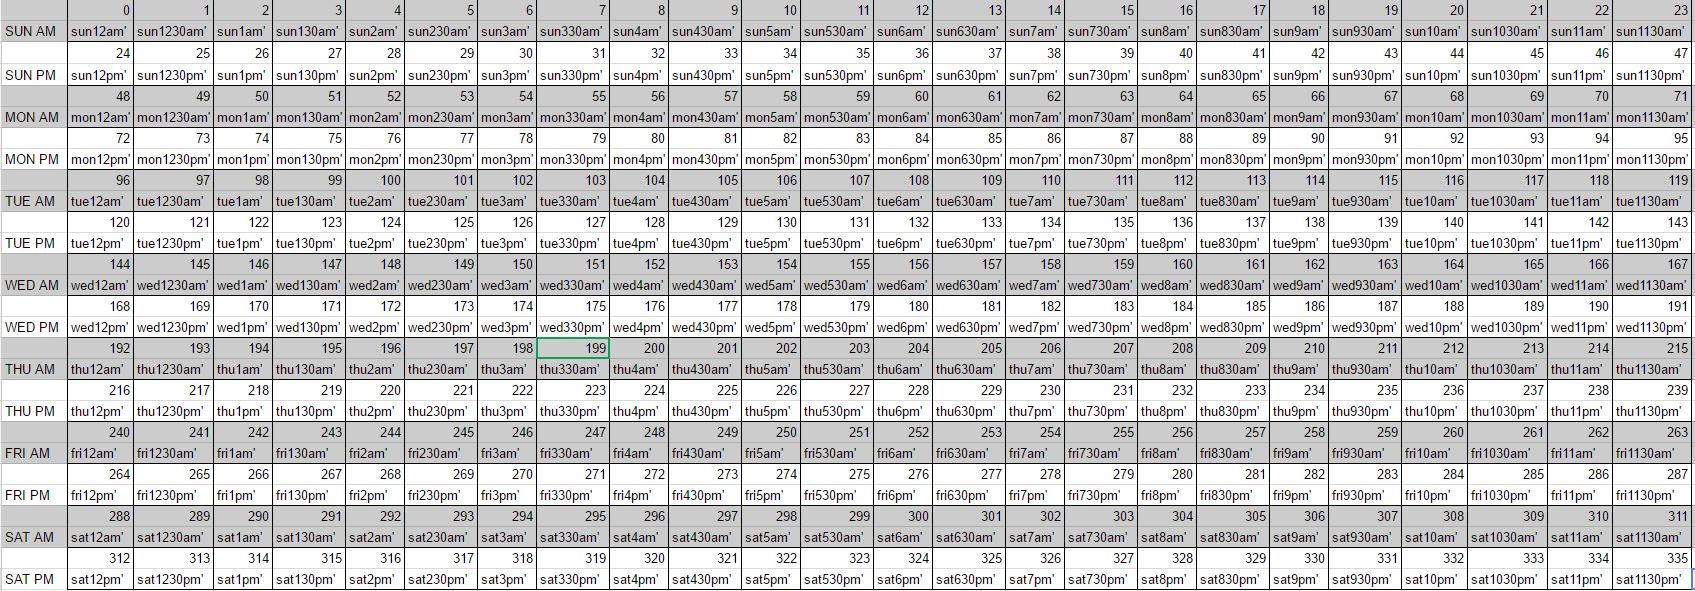 0 1 2 3 4 5 6 7 8 9 10 11 12 13 14 15 16 17 18 19 20 21 22 23
SUN AM sun12am' sun1230am' sun1am' sun130am' sun2am' sun230am' sun3am' sun330am' sun4am' sun430am' sun5am' sun530am' sun6am' sun630am' sun7am' sun730am' sun8am' sun830am' sun9am' sun930am' sun10am' sun1030am' sun11am' sun1130am'
24 25 26 27 28 29 30 31 32 33 34 35 36 37 38 39 40 41 42 43 44 45 46 47
SUN PM sun12pm' sun1230pm' sun1pm' sun130pm' sun2pm' sun230pm' sun3pm' sun330pm' sun4pm' sun430pm' sun5pm' sun530pm' sun6pm' sun630pm' sun7pm' sun730pm' sun8pm' sun830pm' sun9pm' sun930pm' sun10pm' sun1030pm' sun11pm' sun1130pm'
48 49 50 51 52 53 54 55 56 57 58 59 60 61 62 63 64 65 66 67 68 69 70 71
MON AM mon12am' mon1230am' mon1am' mon130am' mon2am' mon230am' mon3am' mon330am' mon4am' mon430am' mon5am' mon530am' mon6am' mon630am' mon7am' mon730am' mon8am' mon830am' mon9am' mon930am' mon10am' mon1030am' mon11am' mon1130am'
72 73 74 75 76 77 78 79 80 81 82 83 84 85 86 87 88 89 90 91 92 93 94 95
MON PM mon12pm' mon1230pm' mon1pm' mon130pm' mon2pm' mon230pm' mon3pm' mon330pm' mon4pm' mon430pm' mon5pm' mon530pm' mon6pm' mon630pm' mon7pm' mon730pm' mon8pm' mon830pm' mon9pm' mon930pm' mon10pm' mon1030pm' mon11pm' mon1130pm'
96 97 98 99 100 101 102 103 104 105 106 107 108 109 110 111 112 113 114 115 116 117 118 119
TUE AM tue12am' tue1230am' tue1am' tue130am' tue2am' tue230am' tue3am' tue330am' tue4am' tue430am' tue5am' tue530am' tue6am' tue630am' tue7am' tue730am' tue8am' tue830am' tue9am' tue930am' tue10am' tue1030am' tue11am' tue1130am'
120 121 122 123 124 125 126 127 128 129 130 131 132 133 134 135 136 137 138 139 140 141 142 143
TUE PM tue12pm' tue1230pm' tue1pm' tue130pm' tue2pm' tue230pm' tue3pm' tue330pm' tue4pm' tue430pm' tue5pm' tue530pm' tue6pm' tue630pm' tue7pm' tue730pm' tue8pm' tue830pm' tue9pm' tue930pm' tue10pm' tue1030pm' tue11pm' tue1130pm'
144 145 146 147 148 149 150 151 152 153 154 155 156 157 158 159 160 161 162 163 164 165 166 167
WED AM wed12am' wed1230am' wed1am' wed130am' wed2am' wed230am' wed3am' wed330am' wed4am' wed430am' wed5am' wed530am' wed6am' wed630am' wed7am' wed730am' wed8am' wed830am' wed9am' wed930am' wed10am' wed1030am' wed11am' wed1130am'
168 169 170 171 172 173 174 175 176 177 178 179 180 181 182 183 184 185 186 187 188 189 190 191
WED PM wed12pm' wed1230pm' wed1pm' wed130pm' wed2pm' wed230pm' wed3pm' wed330pm' wed4pm' wed430pm' wed5pm' wed530pm' wed6pm' wed630pm' wed7pm' wed730pm' wed8pm' wed830pm' wed9pm' wed930pm' wed10pm' wed1030pm' wed11pm' wed1130pm'
192 193 194 195 196 197 198 199 200 201 202 203 204 205 206 207 208 209 210 211 212 213 214 215
THU AM thu12am' thu1230am' thu1am' thu130am' thu2am' thu230am' thu3am' thu330am' thu4am' thu430am' thu5am' thu530am' thu6am' thu630am' thu7am' thu730am' thu8am' thu830am' thu9am' thu930am' thu10am' thu1030am' thu11am' thu1130am'
216 217 218 219 220 221 222 223 224 225 226 227 228 229 230 231 232 233 234 235 236 237 238 239
THU PM thu12pm' thu1230pm' thu1pm' thu130pm' thu2pm' thu230pm' thu3pm' thu330pm' thu4pm' thu430pm' thu5pm' thu530pm' thu6pm' thu630pm' thu7pm' thu730pm' thu8pm' thu830pm' thu9pm' thu930pm' thu10pm' thu1030pm' thu11pm' thu1130pm'
240 241 242 243 244 245 246 247 248 249 250 251 252 253 254 255 256 257 258 259 260 261 262 263
FRI AM fri12am' fri1230am' fri1am' fri130am' fri2am' fri230am' fri3am' fri330am' fri4am' fri430am' fri5am' fri530am' fri6am' fri630am' fri7am' fri730am' fri8am' fri830am' fri9am' fri930am' fri10am' fri1030am' fri11am' fri1130am'
264 265 266 267 268 269 270 271 272 273 274 275 276 277 278 279 280 281 282 283 284 285 286 287
FRI PM fri12pm' fri1230pm' fri1pm' fri130pm' fri2pm' fri230pm' fri3pm' fri330pm' fri4pm' fri430pm' fri5pm' fri530pm' fri6pm' fri630pm' fri7pm' fri730pm' fri8pm' fri830pm' fri9pm' fri930pm' fri10pm' fri1030pm' fri11pm' fri1130pm'
288 289 290 291 292 293 294 295 296 297 298 299 300 301 302 303 304 305 306 307 308 309 310 311
SAT AM sat12am' sat1230am' sat1am' sat130am' sat2am' sat230am' sat3am' sat330am' sat4am' sat430am' sat5am' sat530am' sat6am' sat630am' sat7am' sat730am' sat8am' sat830am' sat9am' sat930am' sat10am' sat1030am' sat11am' sat1130am'
312 313 314 315 316 317 318 319 320 321 322 323 324 325 326 327 328 329 330 331 332 333 334 335
SAT PM sat12pm' sat1230pm' sat1pm' sat130pm' sat2pm' sat230pm' sat3pm' sat330pm' sat4pm' sat430pm' sat5pm' sat530pm' sat6pm' sat630pm' sat7pm' sat730pm' sat8pm' sat830pm' sat9pm' sat930pm' sat10pm' sat1030pm' sat11pm' sat1130pm'